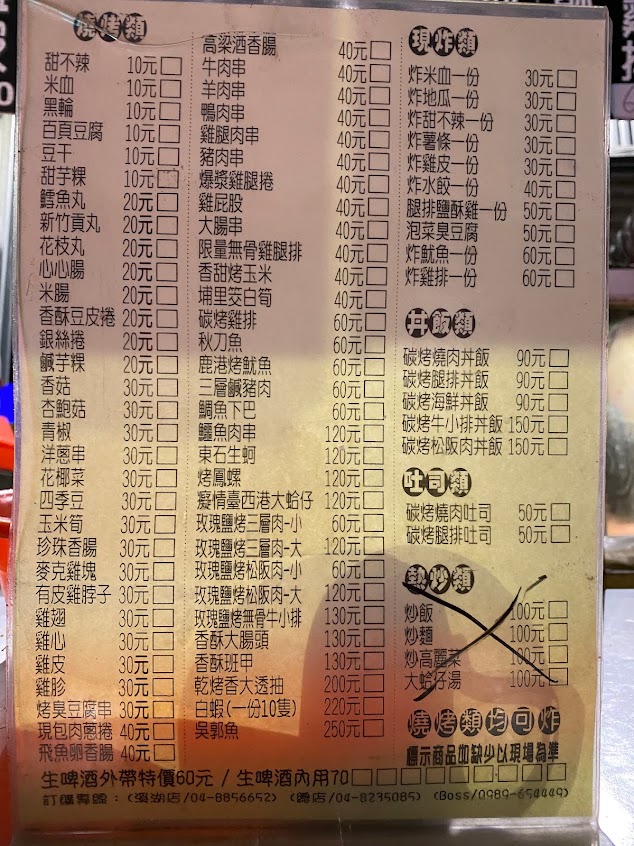 燒烤類
甜不辣 10元
米血 10元
黑輪 10元
百頁豆腐 10元
豆干 10元
甜芋粿 10元
鱈魚丸 20元
新竹貢丸 20元
花枝丸 20元
心心腸 20元
米腸 20元
香酥豆皮捲 20元
銀絲捲 20元
鹹芋粿 20元
香菇 30元
杏鮑菇 30元
青椒 30元
洋蔥串 30元
花椰菜 30元
四季豆 30元
玉米筍 30元
珍珠香腸 30元
麥克雞塊 30元
有皮雞脖子 30元
雞翅 30元
雞心 30元
雞皮 30元
雞胗 30元
烤臭豆腐串 30元
現包肉蔥捲 40元
飛魚卵香腸 40元
高梁酒香腸 40元
牛肉串 40元
羊肉串 40元
鴨肉串 40元
雞腿肉串 40元
豬肉串 40元
爆漿雞腿捲 40元
雞屁股 40元
大腸串 40元
限量無骨雞腿排 40元
香甜烤玉米 40元
埔里筊白筍 40元
碳烤雞排 60元
秋刀魚 60元
鹿港烤魷魚 60元
三層鹹豬肉 60元
鯛魚下巴 60元
鱷魚肉串 120元
東石生蚵 120元
烤鳳螺 120元
癡情臺西港大蛤仔 120元
玫瑰鹽烤三層肉-小 60元
玫瑰鹽烤三層肉-大 120元
玫瑰鹽烤松阪肉-小 60元
玫瑰鹽烤松阪肉-大 120元
玫瑰鹽烤無骨牛小排 130元
香酥大腸頭 130元
香酥班甲 130元
乾烤香大透抽 200元
白蝦(一份10隻) 220元
吳郭魚 250元
現炸類
炸米血一份 30元
炸地瓜一份 30元
炸甜不辣一份 30元
炸薯條一份 30元
炸雞皮一份 30元
炸水餃一份 40元
腿排鹽酥雞一份 50元
泡菜臭豆腐 50元
炸魷魚一份 60元
炸雞排一份 60元
丼飯類
碳烤燒肉丼飯 90元
碳烤腿排丼飯 90元
碳烤海鮮丼飯 90元
碳烤牛小排丼飯 150元
碳烤松阪肉丼飯 150元
吐司類
碳烤燒肉吐司 50元
碳烤腿排吐司 50元
熱炒類
炒飯 100元
炒麵 100元
炒高麗菜 100元
大蛤仔湯 100元
燒烤類均可炸
標示商品如缺少以現場為準
生啤酒外帶特價60元 / 生啤酒內用70
訂購專線：(溪湖店/04-8856652) (員店/04-8235085) (Boss/0989-654449)